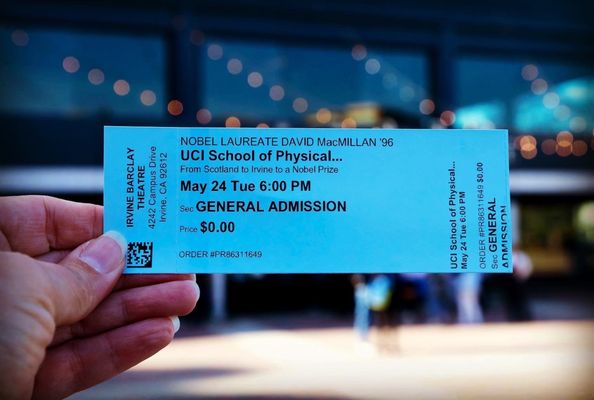 IRVINE BARCLAY
THEATRE
4242 Campus Drive
Irvine, CA 92612
NOBEL LAUREATE DAVID MacMILLAN '96
UCI School of Physical...
From Scotland to Irvine to a Nobel Prize
May 24 Tue 6:00 PM
Sec GENERAL ADMISSION
Price $0.00
ORDER #PR86311649
UCI School of Physical...
May 24 Tue 6:00 PM
ORDER #PR86311649 $0.00
Sec GENERAL
ADMISSION